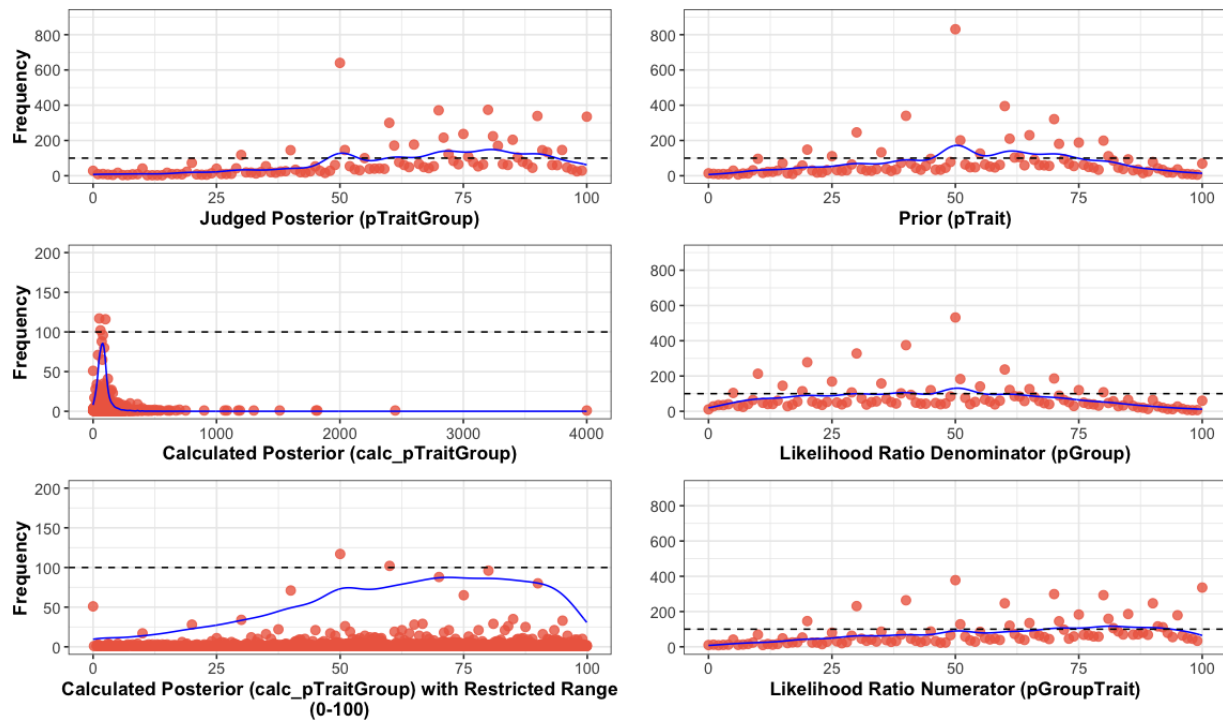 Frequency
800
600
400
200
0
0 25 50 75 100
Judged Posterior (pTraitGroup)
800
600
400
200
0
0 25 50 75 100
Prior (pTrait)
Frequency
200
150
100
50
0
0 1000 2000 3000 4000
Calculated Posterior (calc_pTraitGroup)
800
600
400
200
0
0 25 50 75 100
Likelihood Ratio Denominator (pGroup)
Frequency
200
150
100
50
0
0 25 50 75 100
Calculated Posterior (calc_pTraitGroup) with Restricted Range
(0-100)
800
600
400
200
0
0 25 50 75 100
Likelihood Ratio Numerator (pGroupTrait)